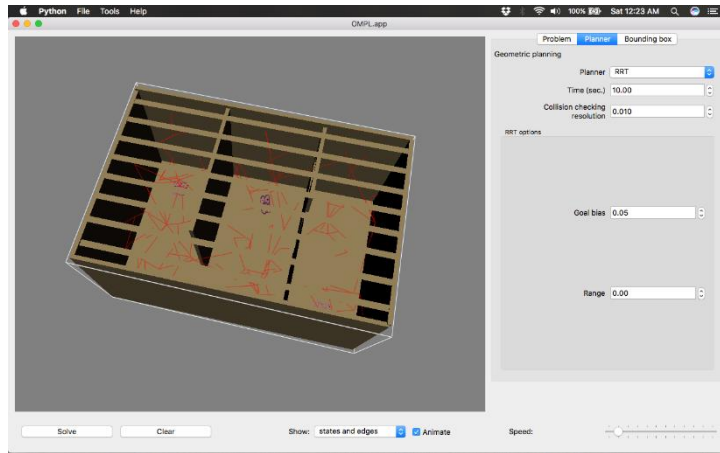 Python File Tools Help 100% Sat 12:23 AM
OMPL.app
Problem Planner Bounding box
Geometric planning
Planner RRT
Time (sec.) 10.00
Collision checking
resolution 0.010
RRT options
Goal bias 0.05
Range 0.00
Solve Clear Show: states and edges Animate Speed: